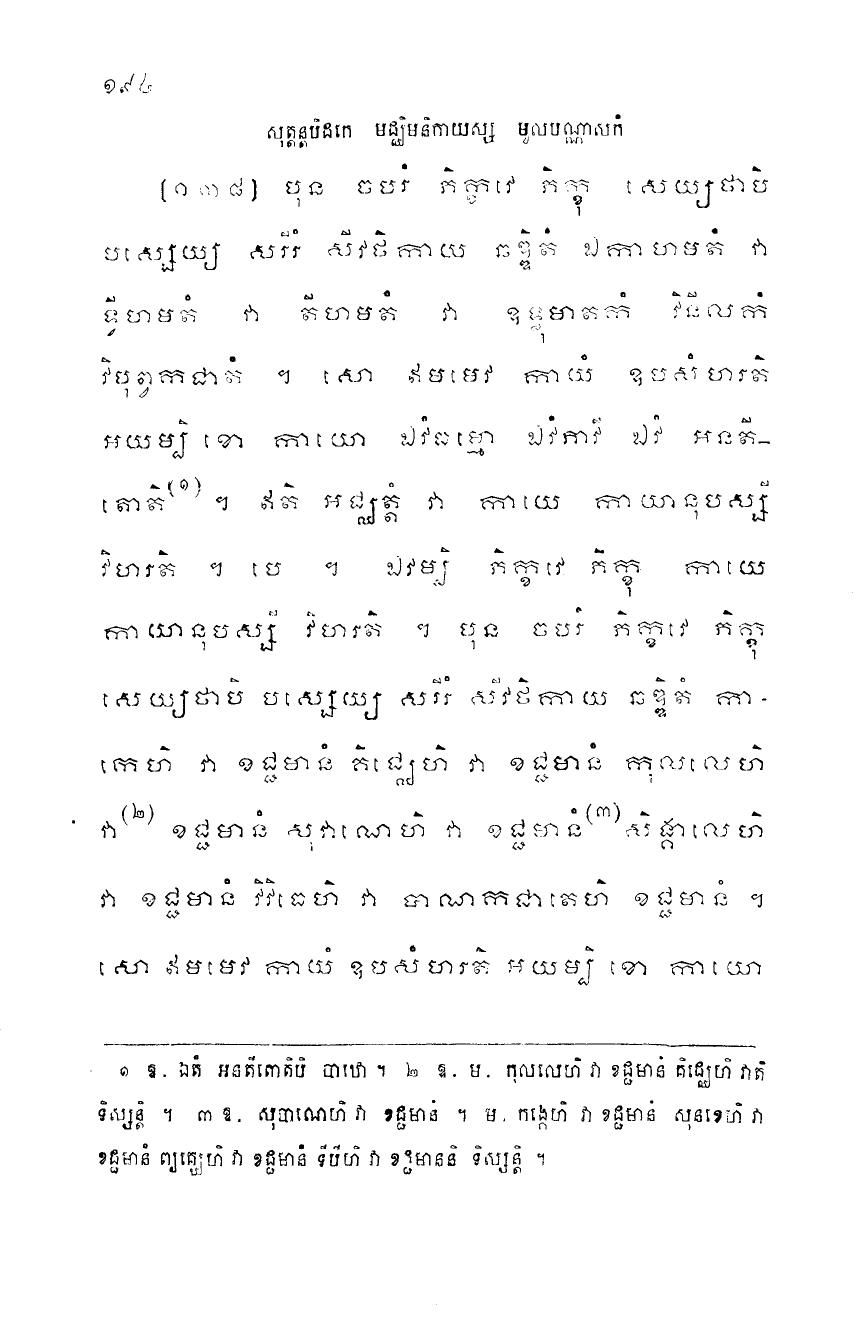 ១៩៤
សុត្តន្តបិដកេ មជ្ឈិមនិកាយស្ស មូលបណ្ណាសកំ
[១៣៨] បុន ចបរំ ភិក្ខវេ ភិក្ខុ សេយ្យថាបិ
បស្សេយ្យ សរីរំ សីវថិកាយ ឆឌ្ឌិតំ ឯកាហមតំ វា
ទ្វីហមតំ វា តីហមតំ វា ឧទ្ធុមាតកំ វិនីលកំ
វិបុព្វកជាតំ ។ សោ ឥមមេវ កាយំ ឧបសំហរតិ
អយម្បិ ខោ កាយោ ឯវំធម្មោ ឯវំភាវី ឯវំ អនតី-
តោតិ(១) ។ ឥតិ អជ្ឈត្តំ វា កាយេ កាយានុបស្សី
វិហរតិ ។ បេ ។ ឯវម្បិ ភិក្ខវេ ភិក្ខុ កាយេ
កាយានុបស្សី វិហរតិ ។ បុន ចបរំ ភិក្ខវេ ភិក្ខុ
សេយ្យថាបិ បស្សេយ្យ សរីរំ សីវថិកាយ ឆឌ្ឌិតំ កា-
កេហិ វា ខជ្ជមានំ គិជ្ឈេហិ វា ខជ្ជមានំ កុលលេហិ
វា(២) ខជ្ជមានំ សុវាណេហិ វា ខជ្ជមានំ(៣) សិង្គាលេហិ
វា ខជ្ជមានំ វិវិធេហិ វា បាណកជាតេហិ ខជ្ជមានំ ។
សោ ឥមមេវ កាយំ ឧបសំហរតិ អយម្បិ ខោ កាយោ
១ ឱ. ឯតំ អនតីតោតិបិ បាឋោ ។ ២ ឱ. ម. កុលលេហិ វា ខជ្ជមានំ គិជ្ឈេហិ វាតិ
ទិស្សន្តិ ។ ៣ ឱ. សុបាណេហិ វា ខជ្ជមានំ ។ ម. កង្កេហិ វា ខជ្ជមានំ សុនខេហិ វា
ខជ្ជមានំ ព្យគ្ឃេហិ វា ខជ្ជមានំ ទីបីហិ វា ខជ្ជមាននិ ទិស្សន្តិ ។